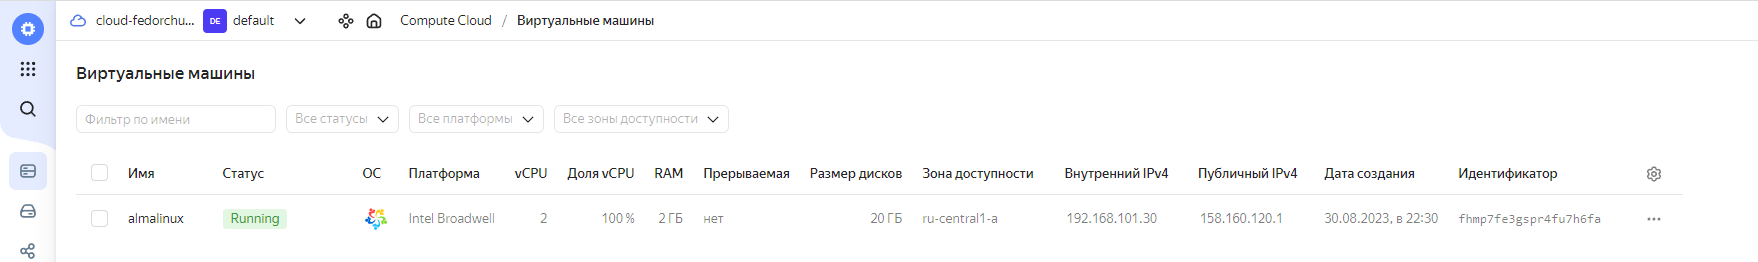 cloud-fedorchu... DE default Compute Cloud / Виртуальные машины
Виртуальные машины
Фильтр по имени Все статусы Все платформы Все зоны доступности
Имя Статус ОС Платформа vCPU Доля vCPU RAM Прерываемая Размер дисков Зона доступности Внутренний IPv4 Публичный IPv4 Дата создания Идентификатор
almalinux Running Intel Broadwell 2 100 % 2 ГБ нет 20 ГБ ru-central1-a 192.168.101.30 158.160.120.1 30.08.2023, в 22:30 fhmp7fe3gspr4fu7h6fa